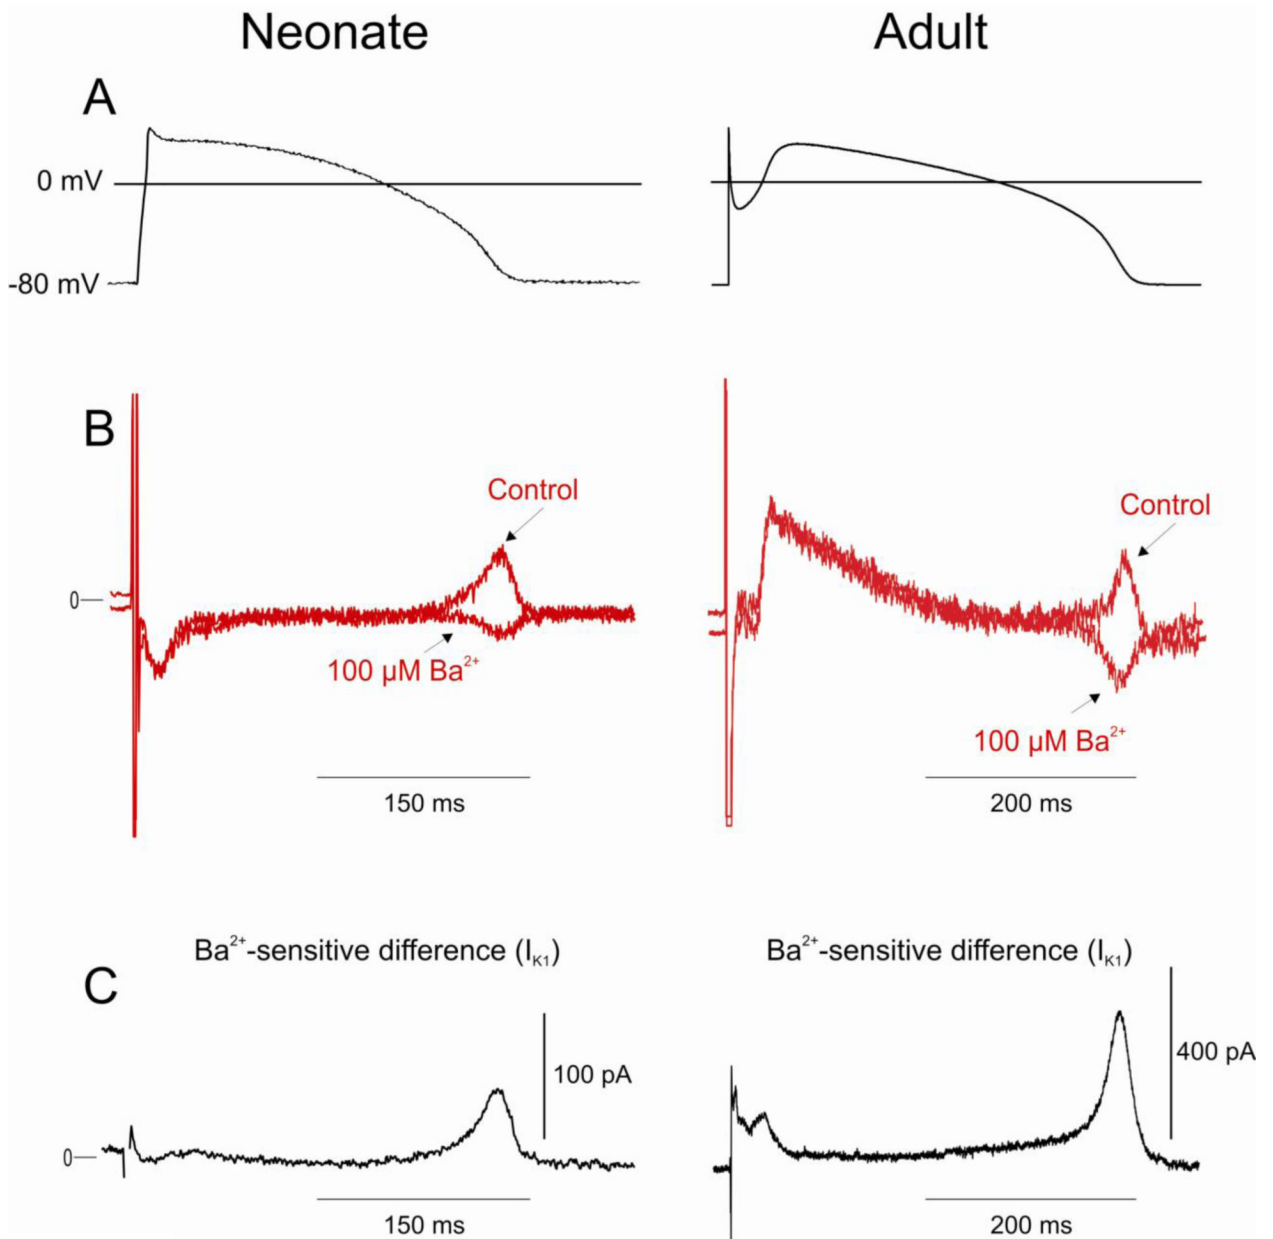 Neonate
Adult
A
0 mV
-80 mV
B
Control
Control
0
100 µM Ba²⁺
100 µM Ba²⁺
150 ms
200 ms
Ba²⁺-sensitive difference (Iₖ₁)
Ba²⁺-sensitive difference (Iₖ₁)
C
100 pA
400 pA
0
150 ms
200 ms